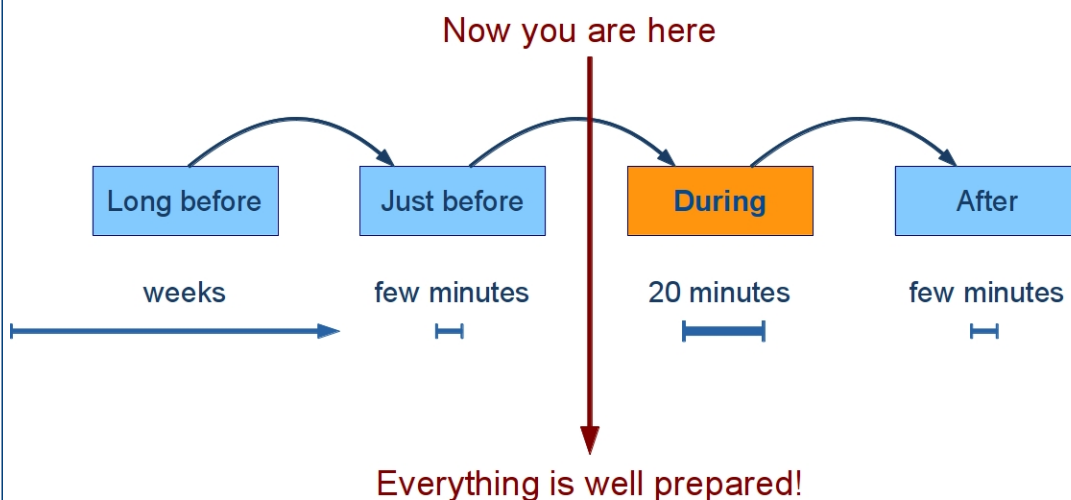 Now you are here
Long before
Just before
During
After
weeks
few minutes
20 minutes
few minutes
Everything is well prepared!